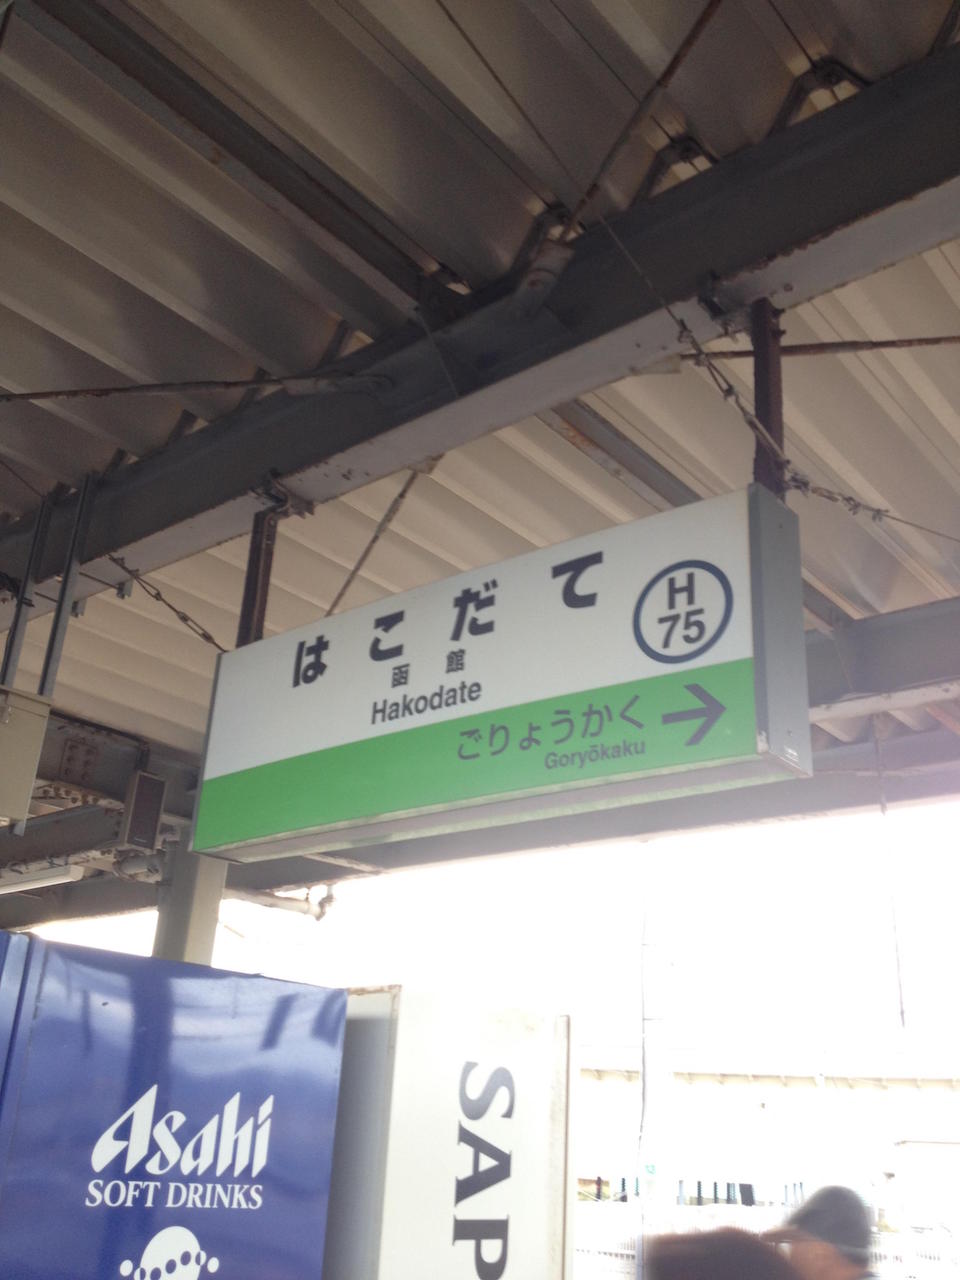 はこだて
函館
Hakodate
H
75
ごりょうかく
Goryōkaku
Asahi
SOFT DRINKS
SAP